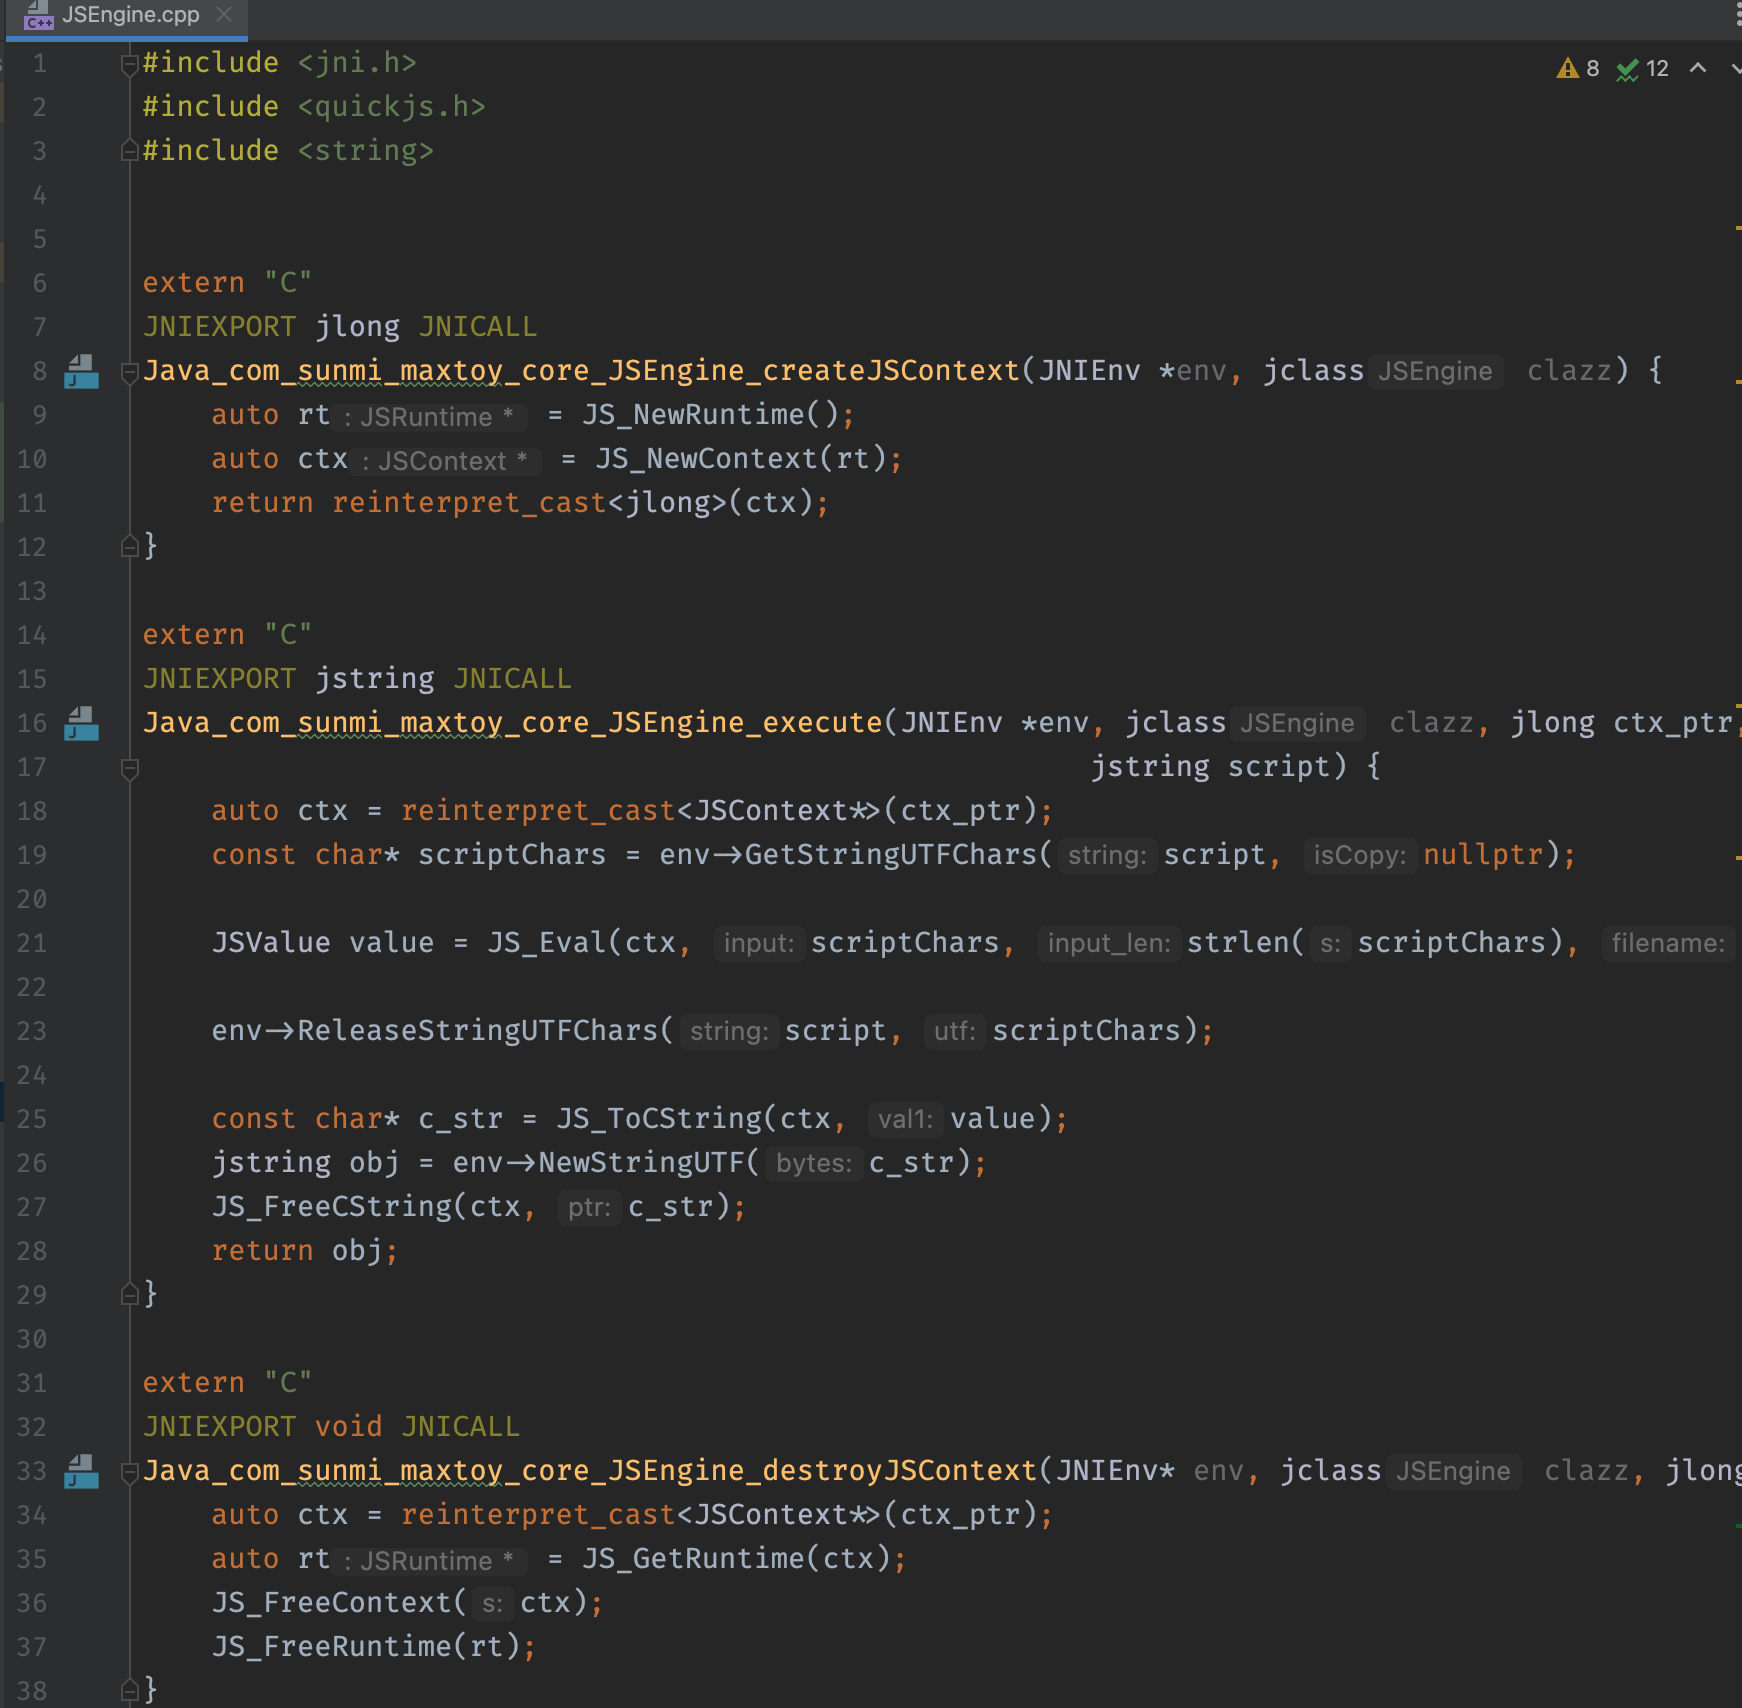 JSEngine.cpp
8 12
1 #include <jni.h>
2 #include <quickjs.h>
3 #include <string>
4
5
6 extern "C"
7 JNIEXPORT jlong JNICALL
8 Java_com_sunmi_maxtoy_core_JSEngine_createJSContext(JNIEnv *env, jclass JSEngine clazz) {
9 auto rt : JSRuntime * = JS_NewRuntime();
10 auto ctx : JSContext * = JS_NewContext(rt);
11 return reinterpret_cast<jlong>(ctx);
12 }
13
14 extern "C"
15 JNIEXPORT jstring JNICALL
16 Java_com_sunmi_maxtoy_core_JSEngine_execute(JNIEnv *env, jclass JSEngine clazz, jlong ctx_ptr,
17 jstring script) {
18 auto ctx = reinterpret_cast<JSContext*>(ctx_ptr);
19 const char* scriptChars = env->GetStringUTFChars( string: script, isCopy: nullptr);
20
21 JSValue value = JS_Eval(ctx, input: scriptChars, input_len: strlen( s: scriptChars), filename:
22
23 env->ReleaseStringUTFChars( string: script, utf: scriptChars);
24
25 const char* c_str = JS_ToCString(ctx, val1: value);
26 jstring obj = env->NewStringUTF( bytes: c_str);
27 JS_FreeCString(ctx, ptr: c_str);
28 return obj;
29 }
30
31 extern "C"
32 JNIEXPORT void JNICALL
33 Java_com_sunmi_maxtoy_core_JSEngine_destroyJSContext(JNIEnv* env, jclass JSEngine clazz, jlong
34 auto ctx = reinterpret_cast<JSContext*>(ctx_ptr);
35 auto rt : JSRuntime * = JS_GetRuntime(ctx);
36 JS_FreeContext( s: ctx);
37 JS_FreeRuntime(rt);
38 }